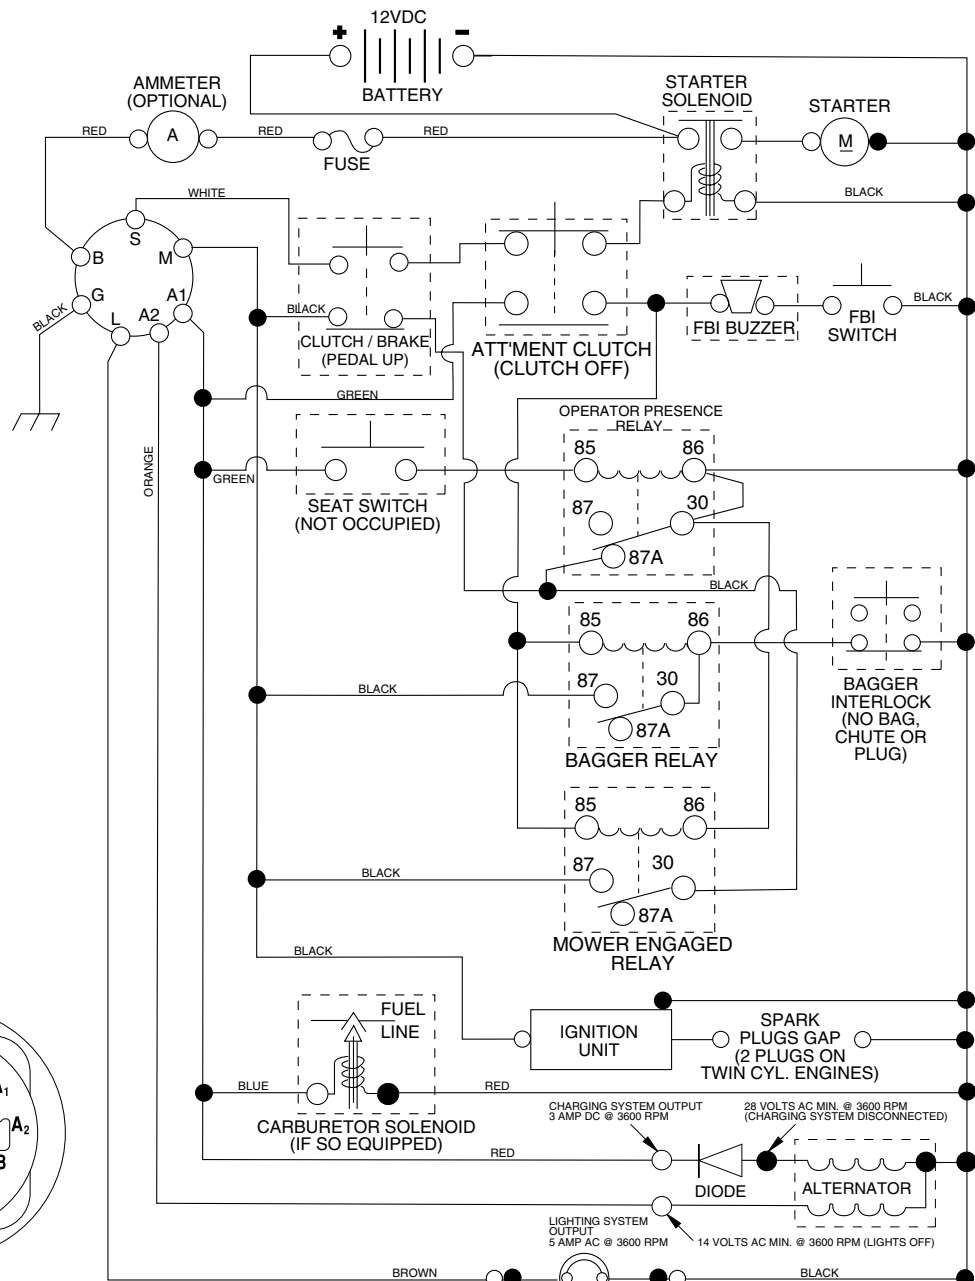 12VDC
+
-
BATTERY
AMMETER
(OPTIONAL)
A
RED
RED
RED
FUSE
STARTER
SOLENOID
STARTER
M
BLACK
WHITE
S
B
M
G
A1
L
A2
BLACK
BLACK
CLUTCH / BRAKE
(PEDAL UP)
ATT'MENT CLUTCH
(CLUTCH OFF)
FBI BUZZER
FBI
SWITCH
BLACK
GREEN
GREEN
ORANGE
SEAT SWITCH
(NOT OCCUPIED)
OPERATOR PRESENCE
RELAY
85
86
87
30
87A
BLACK
85
86
87
30
87A
BLACK
BAGGER RELAY
BAGGER
INTERLOCK
(NO BAG,
CHUTE OR
PLUG)
85
86
87
30
87A
BLACK
MOWER ENGAGED
RELAY
BLACK
FUEL
LINE
IGNITION
UNIT
SPARK
PLUGS GAP
(2 PLUGS ON
TWIN CYL. ENGINES)
BLUE
RED
CARBURETOR SOLENOID
(IF SO EQUIPPED)
CHARGING SYSTEM OUTPUT
3 AMP DC @ 3600 RPM
28 VOLTS AC MIN. @ 3600 RPM
(CHARGING SYSTEM DISCONNECTED)
RED
DIODE
ALTERNATOR
LIGHTING SYSTEM
OUTPUT
5 AMP AC @ 3600 RPM
14 VOLTS AC MIN. @ 3600 RPM (LIGHTS OFF)
BROWN
BLACK
A₂